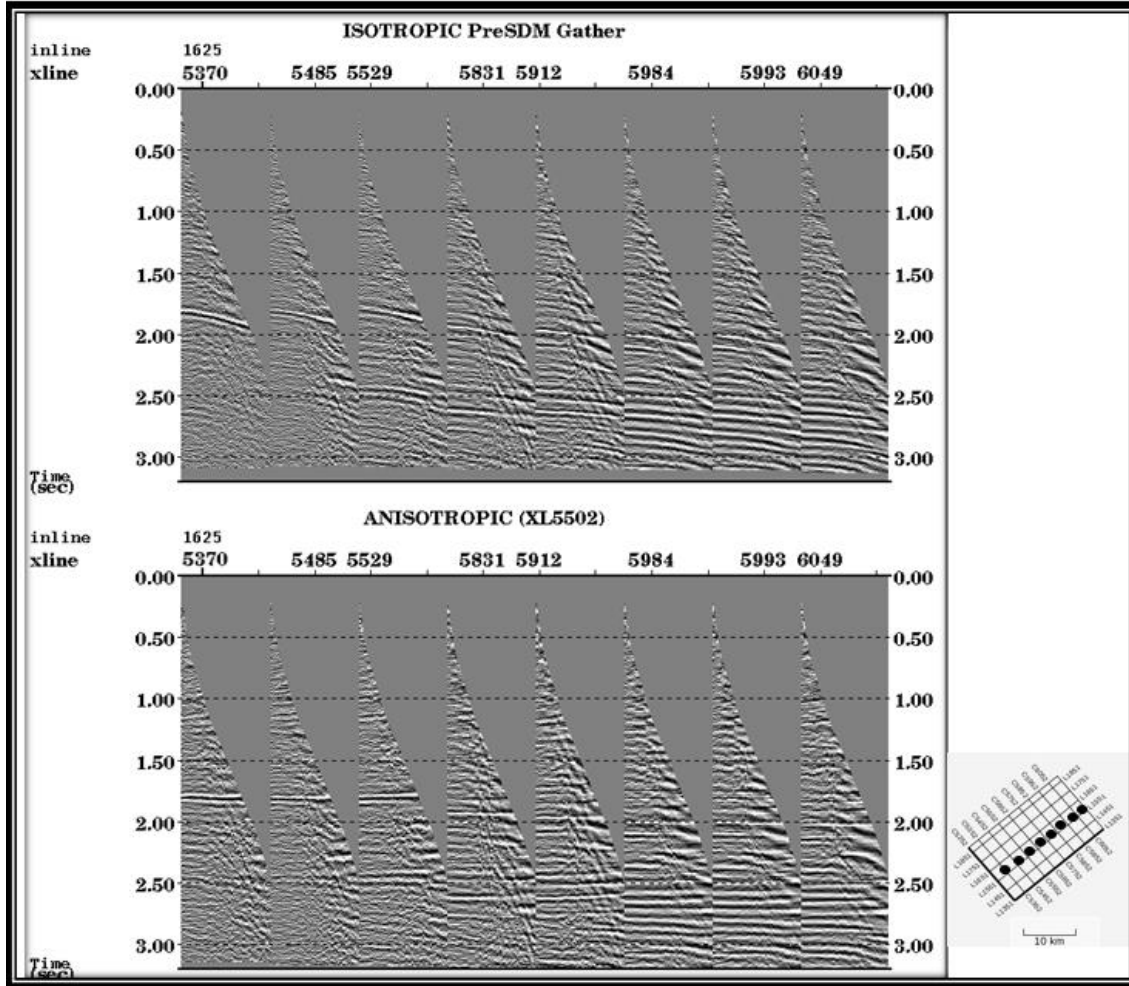 ISOTROPIC PreSDM Gather
inline 1625
xline 5370 5485 5529 5831 5912 5984 5993 6049
0.00 0.00
0.50 0.50
1.00 1.00
1.50 1.50
2.00 2.00
2.50 2.50
3.00 3.00
Time
(sec)
ANISOTROPIC (XL5502)
inline 1625
xline 5370 5485 5529 5831 5912 5984 5993 6049
0.00 0.00
0.50 0.50
1.00 1.00
1.50 1.50
2.00 2.00
2.50 2.50
3.00 3.00
Time
(sec)
10 km